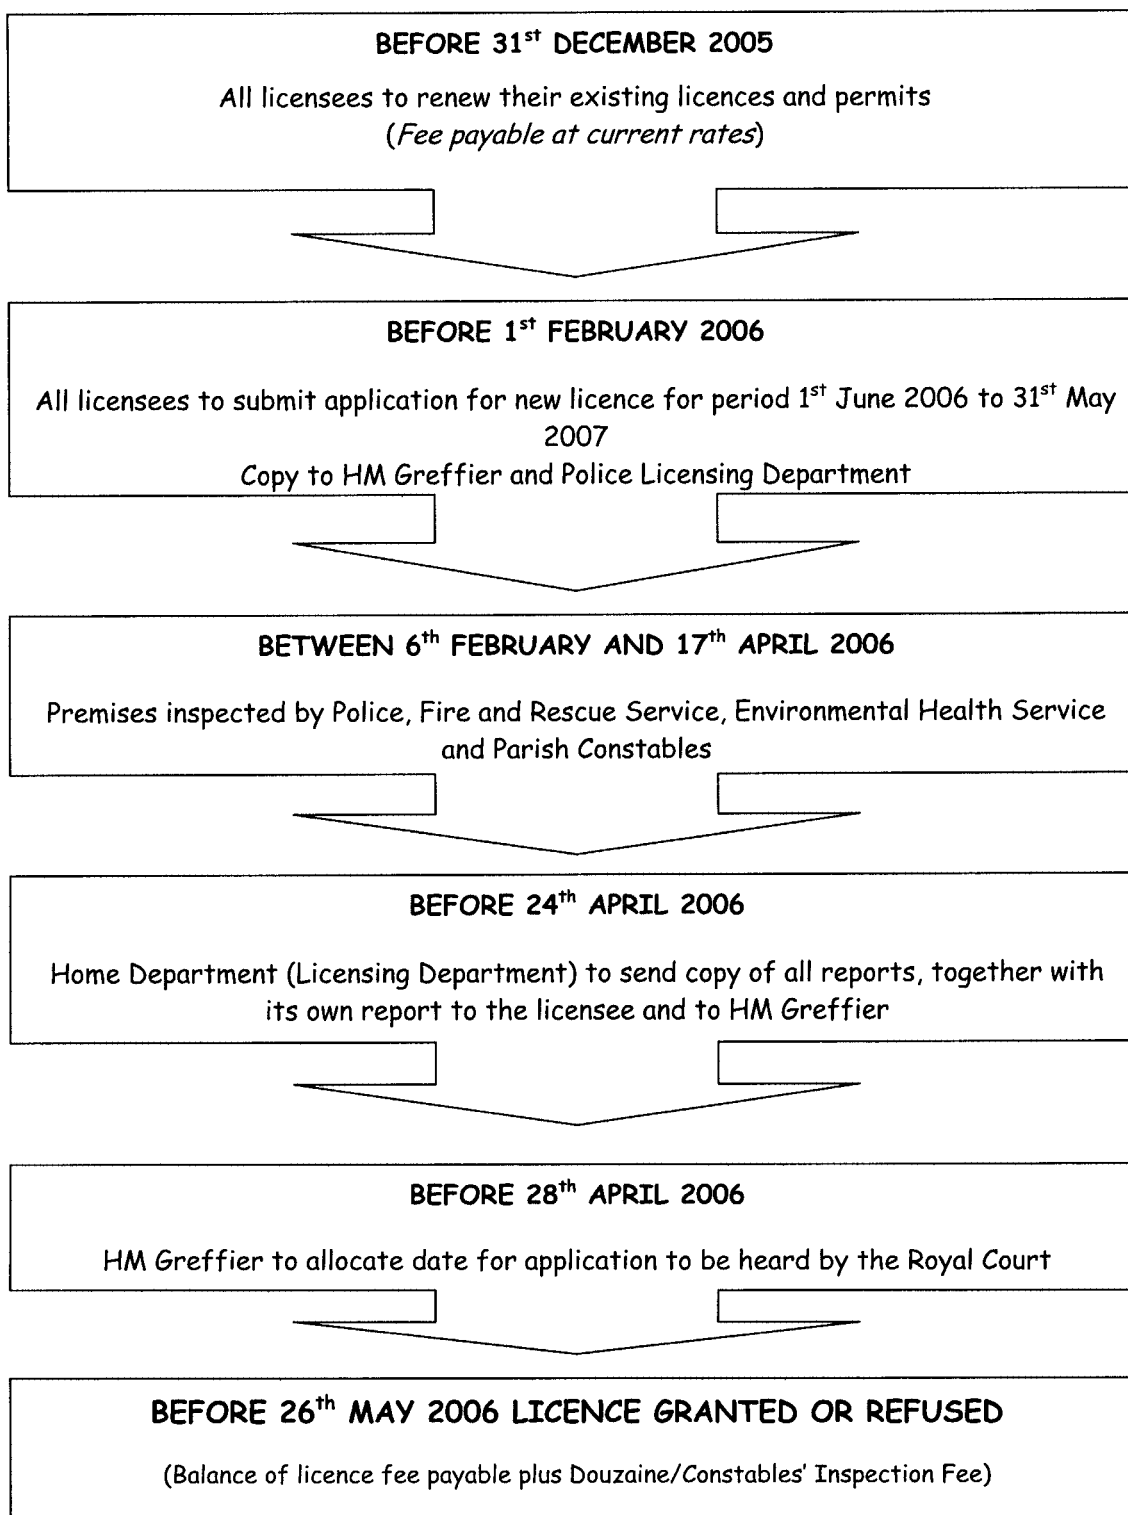 BEFORE 31st DECEMBER 2005
All licensees to renew their existing licences and permits
(Fee payable at current rates)
BEFORE 1st FEBRUARY 2006
All licensees to submit application for new licence for period 1st June 2006 to 31st May
2007
Copy to HM Greffier and Police Licensing Department
BETWEEN 6th FEBRUARY AND 17th APRIL 2006
Premises inspected by Police, Fire and Rescue Service, Environmental Health Service
and Parish Constables
BEFORE 24th APRIL 2006
Home Department (Licensing Department) to send copy of all reports, together with
its own report to the licensee and to HM Greffier
BEFORE 28th APRIL 2006
HM Greffier to allocate date for application to be heard by the Royal Court
BEFORE 26th MAY 2006 LICENCE GRANTED OR REFUSED
(Balance of licence fee payable plus Douzaine/Constables' Inspection Fee)